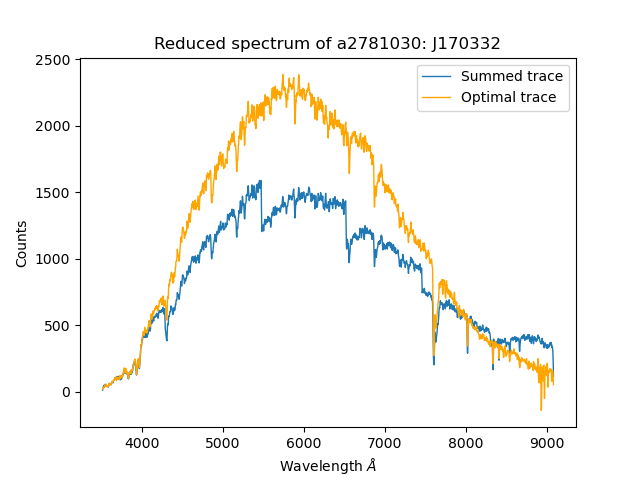 Reduced spectrum of a2781030: J170332
Summed trace
Optimal trace
2500
2000
1500
1000
500
0
Counts
4000 5000 6000 7000 8000 9000
Wavelength Å